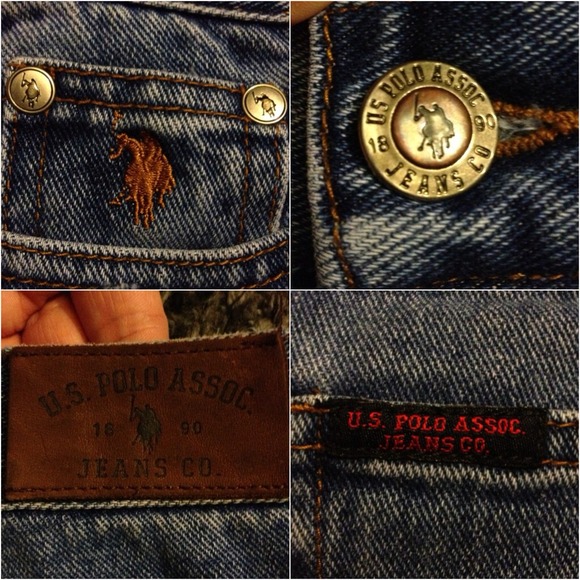 US POLO ASSOC.
18 90
JEANS CO.
U.S. POLO ASSOC.
18 90
JEANS CO.
U.S. POLO ASSOC.
JEANS CO.